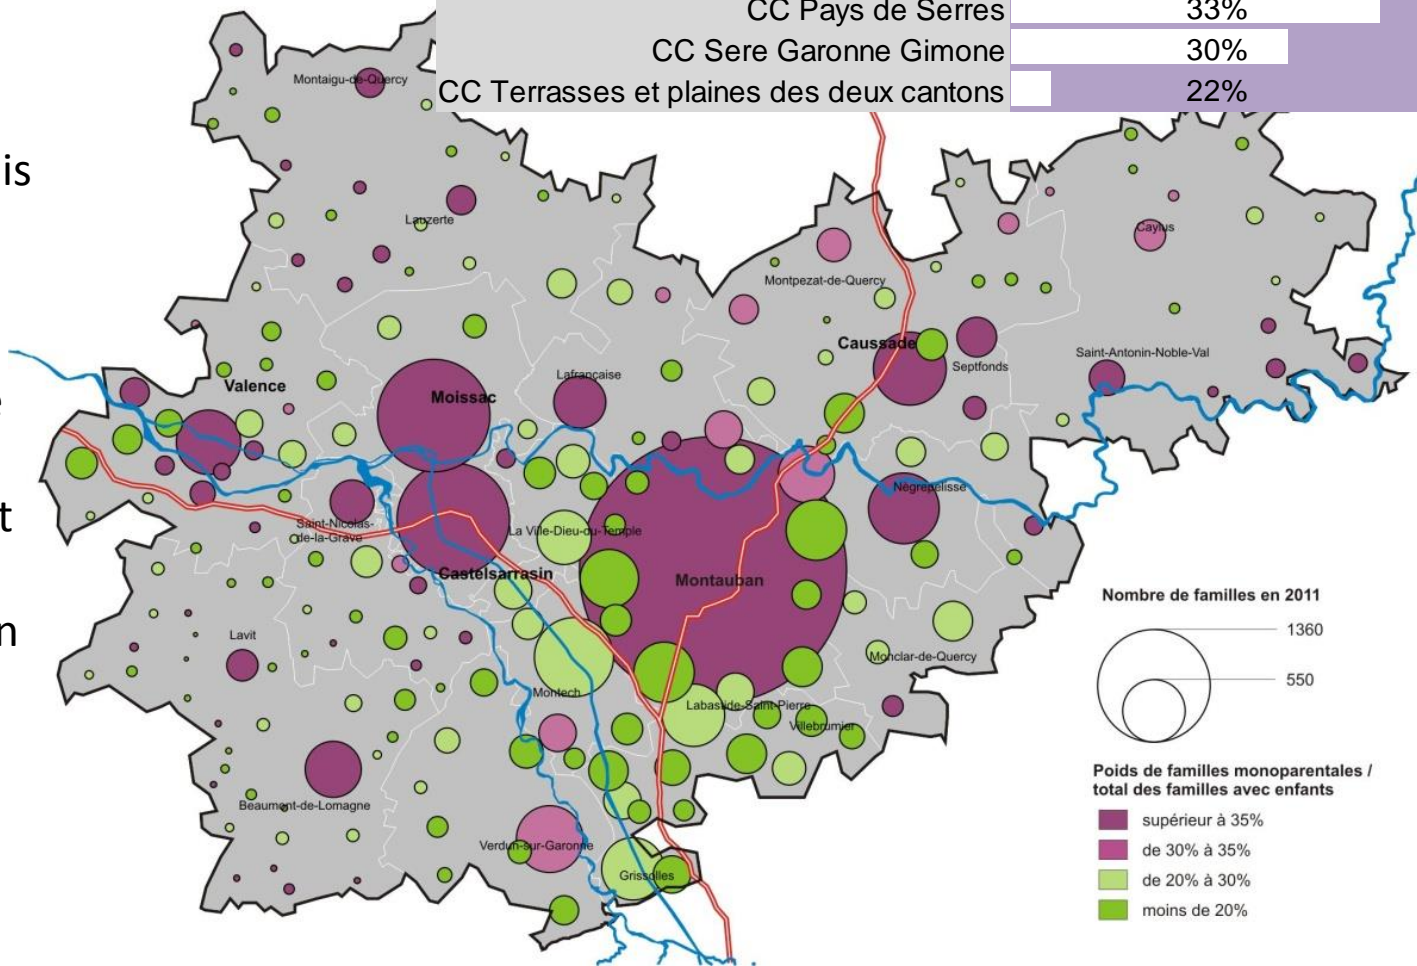 CC Pays de Serres 33%
CC Sere Garonne Gimone 30%
CC Terrasses et plaines des deux cantons 22%
is
e
t
n
Montaigu-de-Quercy
Lauzerte
Caylus
Montpezat-de-Quercy
Caussade
Septfonds
Saint-Antonin-Noble-Val
Valence
Lafrançaise
Moissac
Nègrepelisse
Saint-Nicolas-
de-la-Grave
La Ville-Dieu-du-Temple
Castelsarrasin
Montauban
Lavit
Monclar-de-Quercy
Montech
Labastide-Saint-Pierre
Villebrumier
Beaumont-de-Lomagne
Verdun-sur-Garonne
Grissolles
Nombre de familles en 2011
1360
550
Poids de familles monoparentales /
total des familles avec enfants
supérieur à 35%
de 30% à 35%
de 20% à 30%
moins de 20%